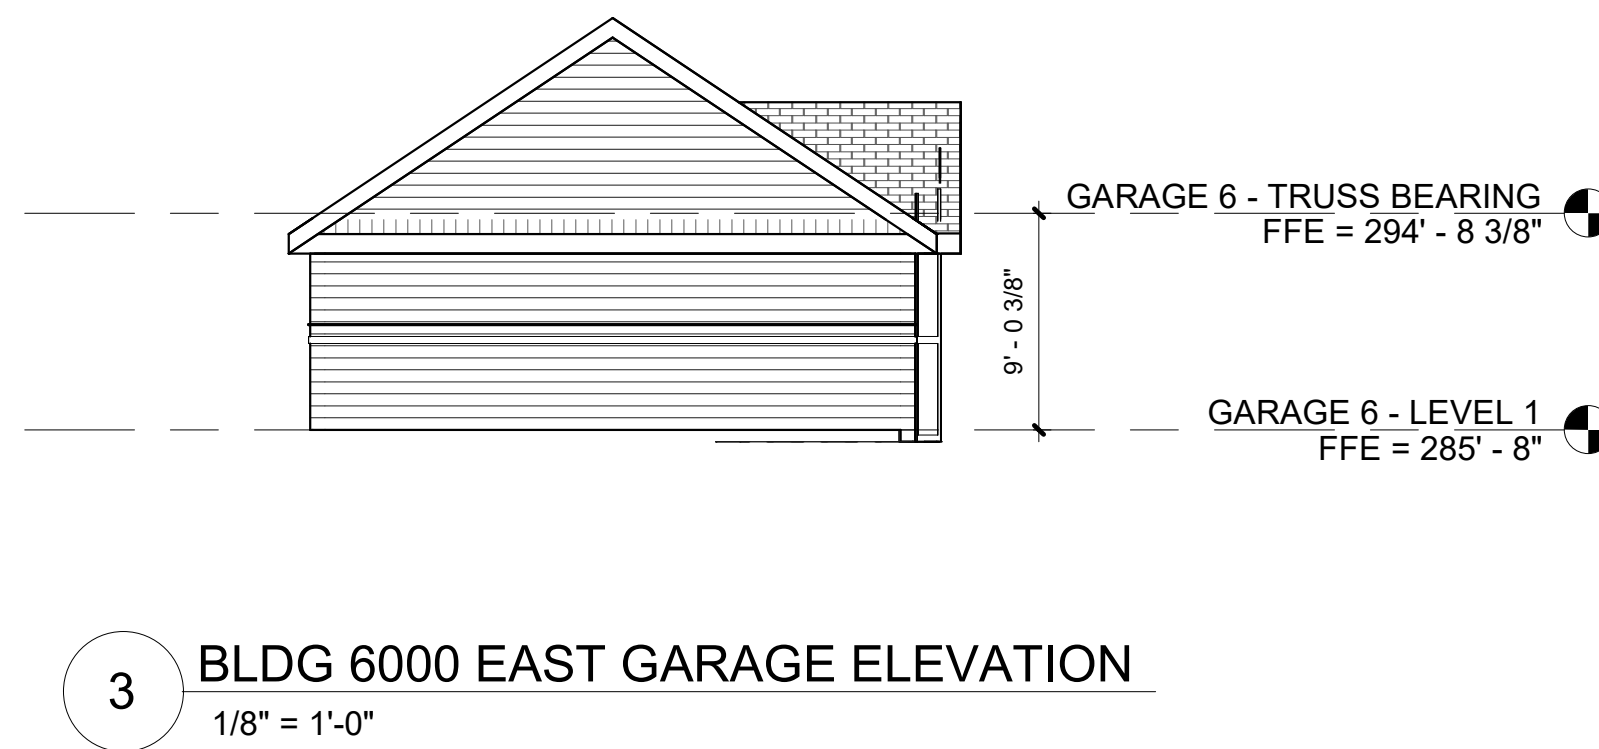 GARAGE 6 - TRUSS BEARING
FFE = 294' - 8 3/8"
9' - 0 3/8"
GARAGE 6 - LEVEL 1
FFE = 285' - 8"
3
BLDG 6000 EAST GARAGE ELEVATION
1/8" = 1'-0"